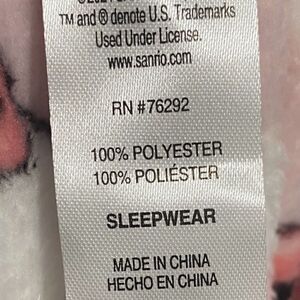 TM and ® denote U.S. Trademarks
Used Under License.
www.sanrio.com
RN #76292
100% POLYESTER
100% POLIÉSTER
SLEEPWEAR
MADE IN CHINA
HECHO EN CHINA